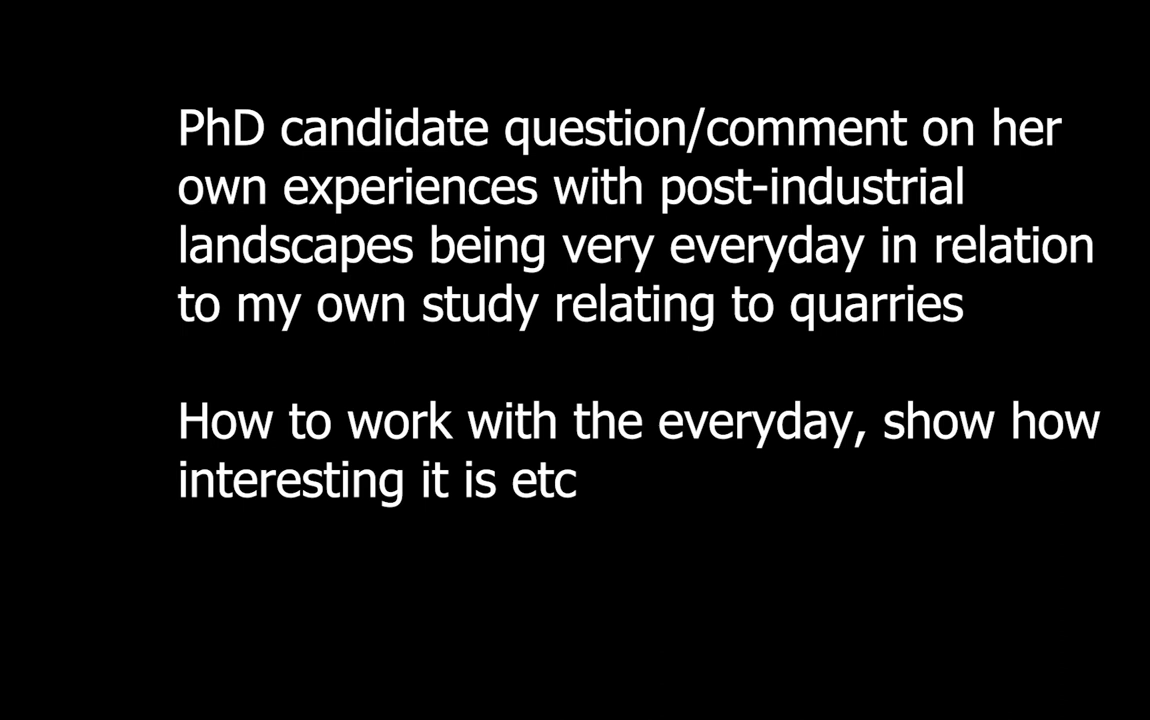 PhD candidate question/comment on her
own experiences with post-industrial
landscapes being very everyday in relation
to my own study relating to quarries
How to work with the everyday, show how
interesting it is etc